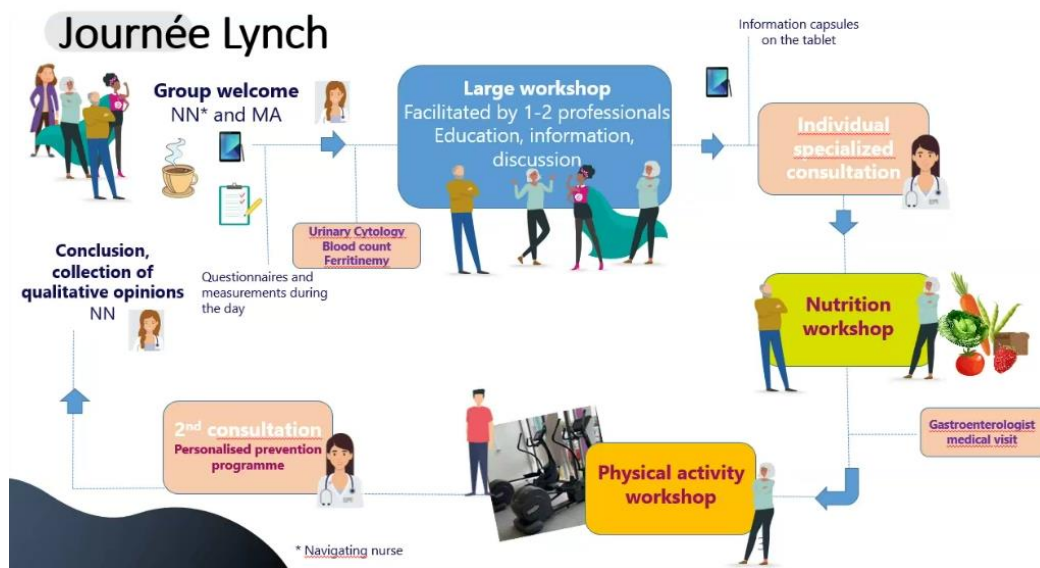 Journée Lynch
Group welcome
NN* and MA
Large workshop
Facilitated by 1-2 professionals
Education, information,
discussion
Information capsules
on the tablet
Individual
specialized
consultation
Urinary Cytology
Blood count
Ferritinemy
Questionnaires and
measurements during
the day
Nutrition
workshop
Gastroenterologist
medical visit
Physical activity
workshop
2nd consultation
Personalised prevention
programme
Conclusion,
collection of
qualitative opinions
NN
* Navigating nurse